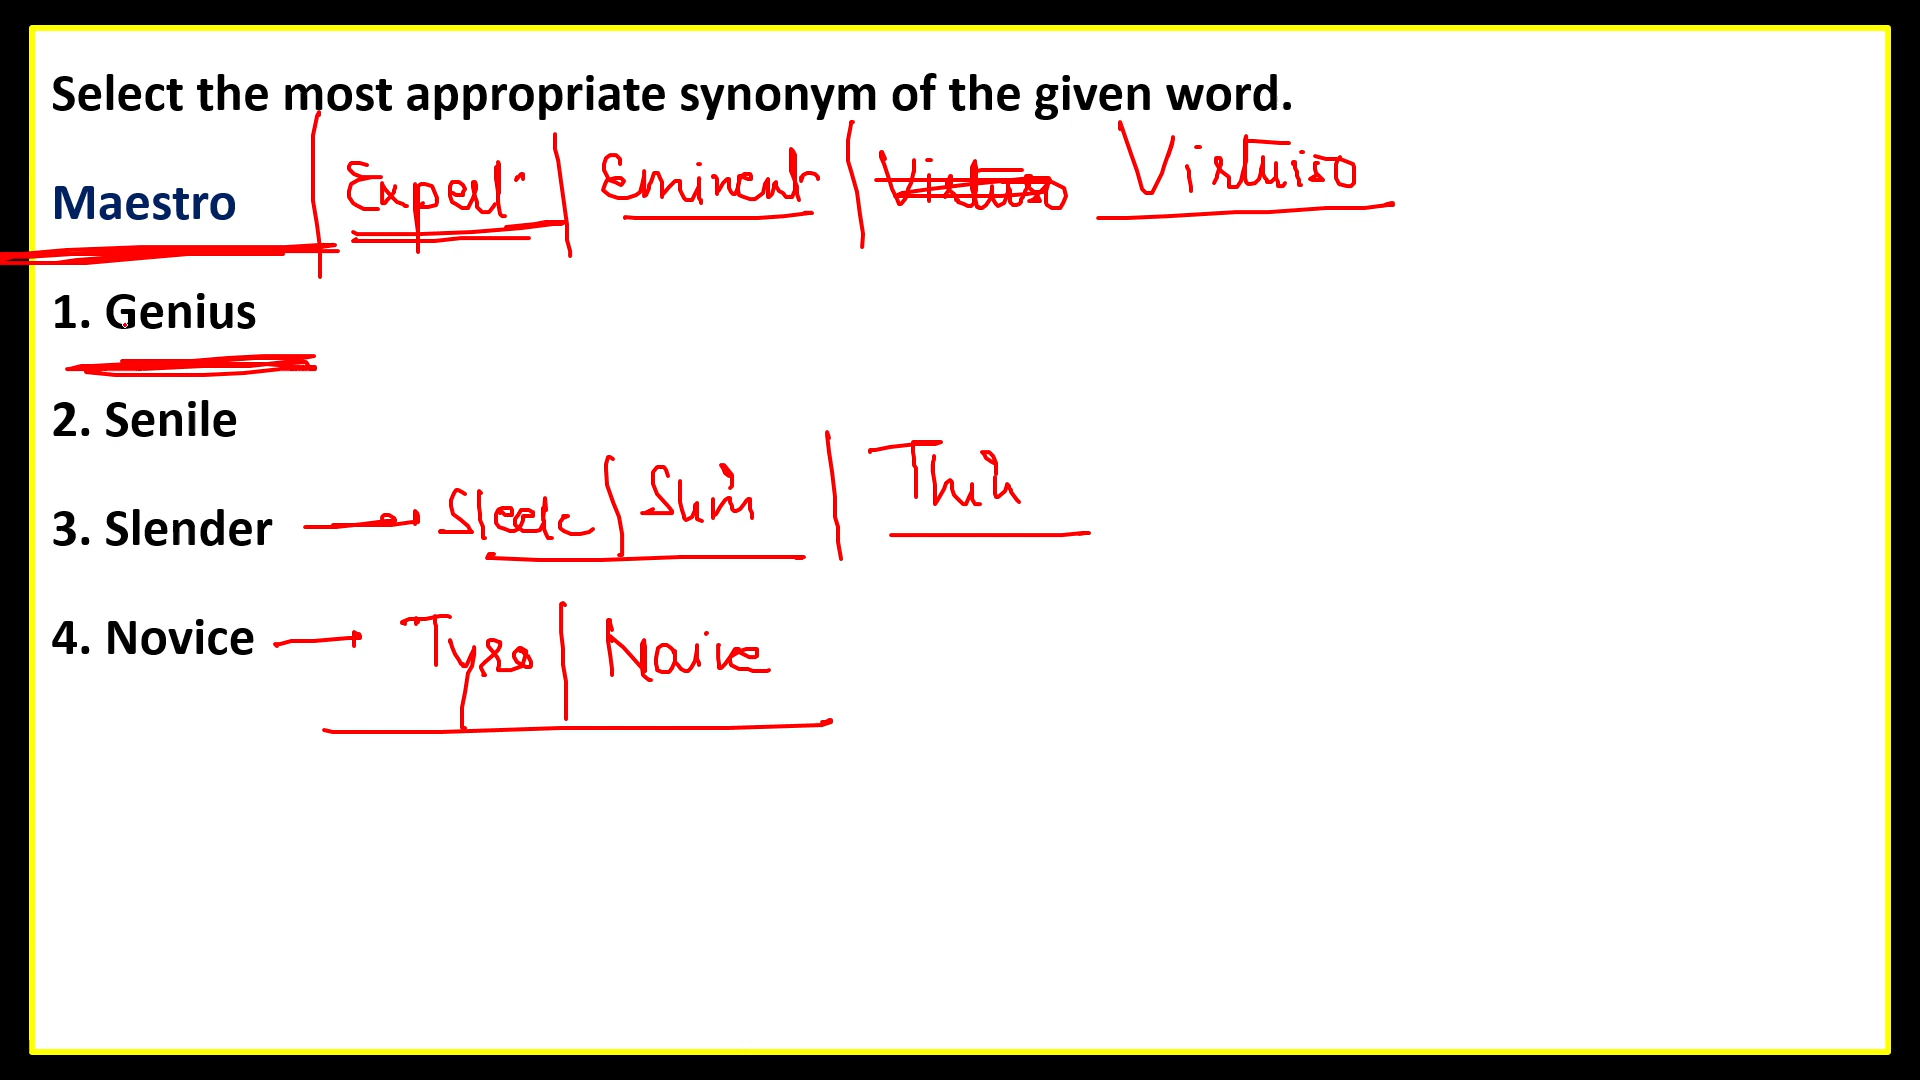 Select the most appropriate synonym of the given word.
Maestro | Expert | Eminent | Virtuiso
1. Genius
2. Senile
3. Slender → Sleek | Slim | Thin
4. Novice → Tyro | Naive